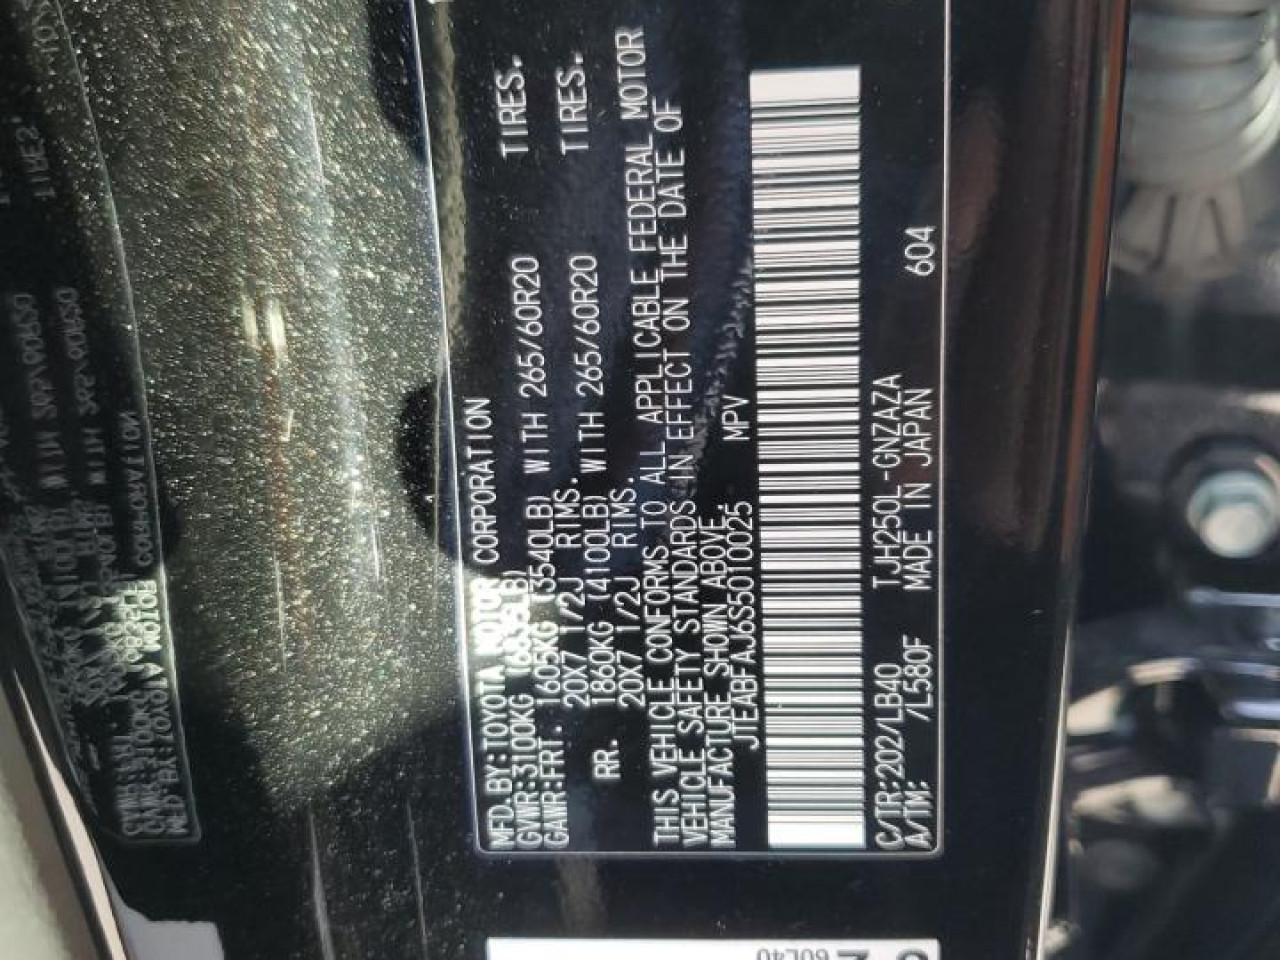 MFD.BY:TOYOTA MOTOR CORPORATION
GVWR:3100KG (6835LB)
GAWR:FRT. 1605KG (3540LB) WITH 265/60R20 TIRES.
20X7 1/2J RIMS.
RR. 1860KG (4100LB) WITH 265/60R20 TIRES.
20X7 1/2J RIMS.
THIS VEHICLE CONFORMS TO ALL APPLICABLE FEDERAL MOTOR
VEHICLE SAFETY STANDARDS IN EFFECT ON THE DATE OF
MANUFACTURE SHOWN ABOVE.
JTEABFAJ6S5010025 MPV
C/TR:202/LB40 TJH250L-GNZAZA
A/TM: /L580F MADE IN JAPAN 604
60L40